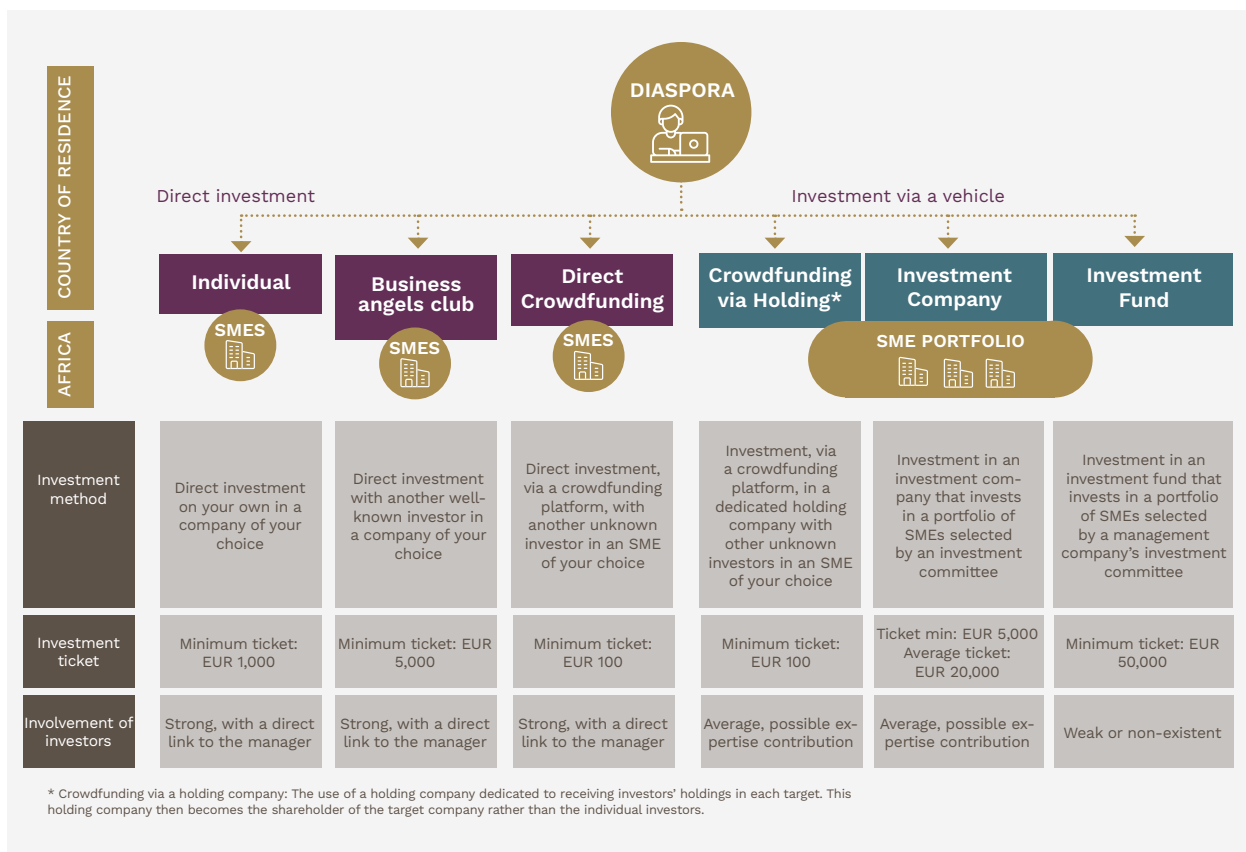 DIASPORA
COUNTRY OF RESIDENCE
Direct investment
Investment via a vehicle
Individual
Business
angels club
Direct
Crowdfunding
Crowdfunding
via Holding*
Investment
Company
Investment
Fund
AFRICA
SMES
SMES
SMES
SME PORTFOLIO
Investment
method
Direct investment
on your own in a
company of your
choice
Direct investment
with another well-
known investor in
a company of your
choice
Direct investment,
via a crowdfunding
platform, with
another unknown
investor in an SME
of your choice
Investment, via
a crowdfunding
platform, in a
dedicated holding
company with
other unknown
investors in an SME
of your choice
Investment in an
investment com-
pany that invests
in a portfolio of
SMEs selected
by an investment
committee
Investment in an
investment fund that
invests in a portfolio
of SMEs selected
by a management
company's investment
committee
Investment
ticket
Minimum ticket:
EUR 1,000
Minimum ticket: EUR
5,000
Minimum ticket:
EUR 100
Minimum ticket:
EUR 100
Ticket min: EUR 5,000
Average ticket:
EUR 20,000
Minimum ticket: EUR
50,000
Involvement of
investors
Strong, with a direct
link to the manager
Strong, with a direct
link to the manager
Strong, with a direct
link to the manager
Average, possible ex-
pertise contribution
Average, possible ex-
pertise contribution
Weak or non-existent
* Crowdfunding via a holding company: The use of a holding company dedicated to receiving investors' holdings in each target. This
holding company then becomes the shareholder of the target company rather than the individual investors.